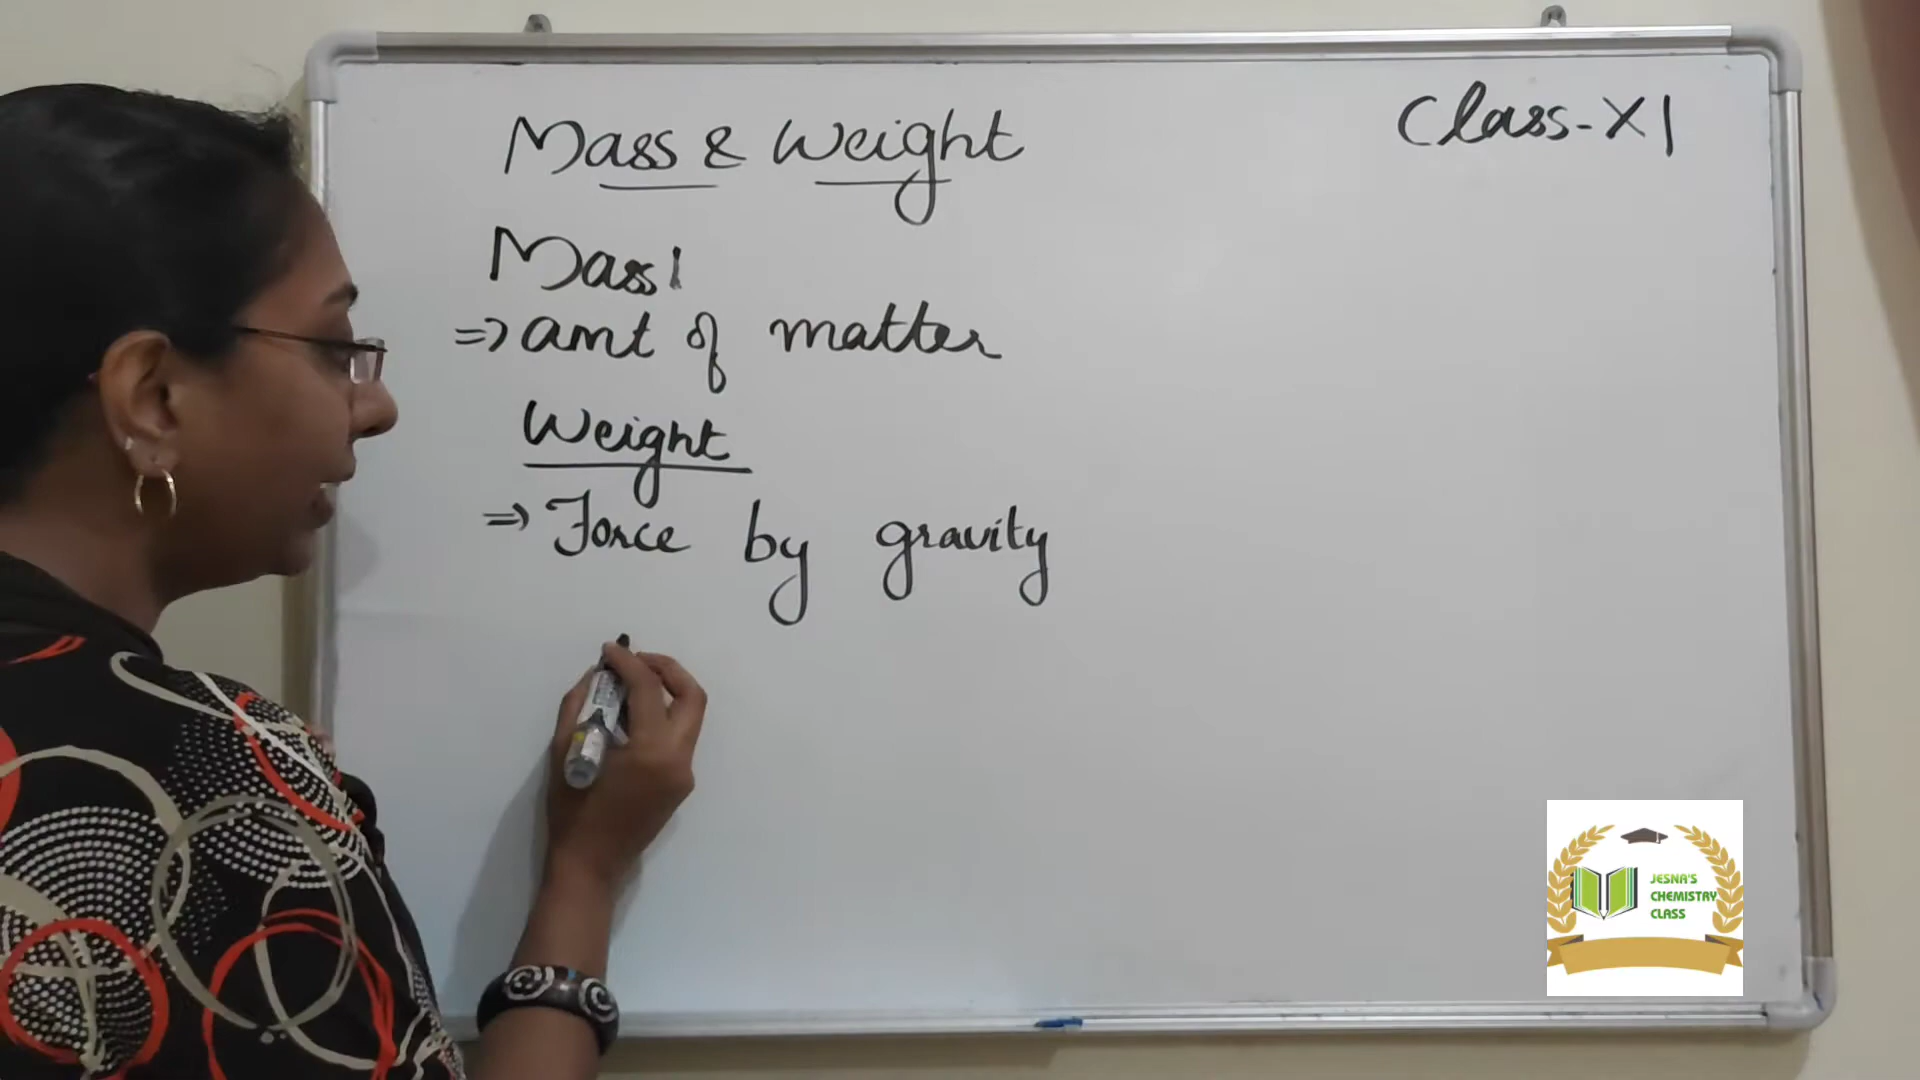 Mass & Weight
Class-XI
Mass
⇒ amt of matter
Weight
⇒ Force by gravity
JESNA'S
CHEMISTRY
CLASS